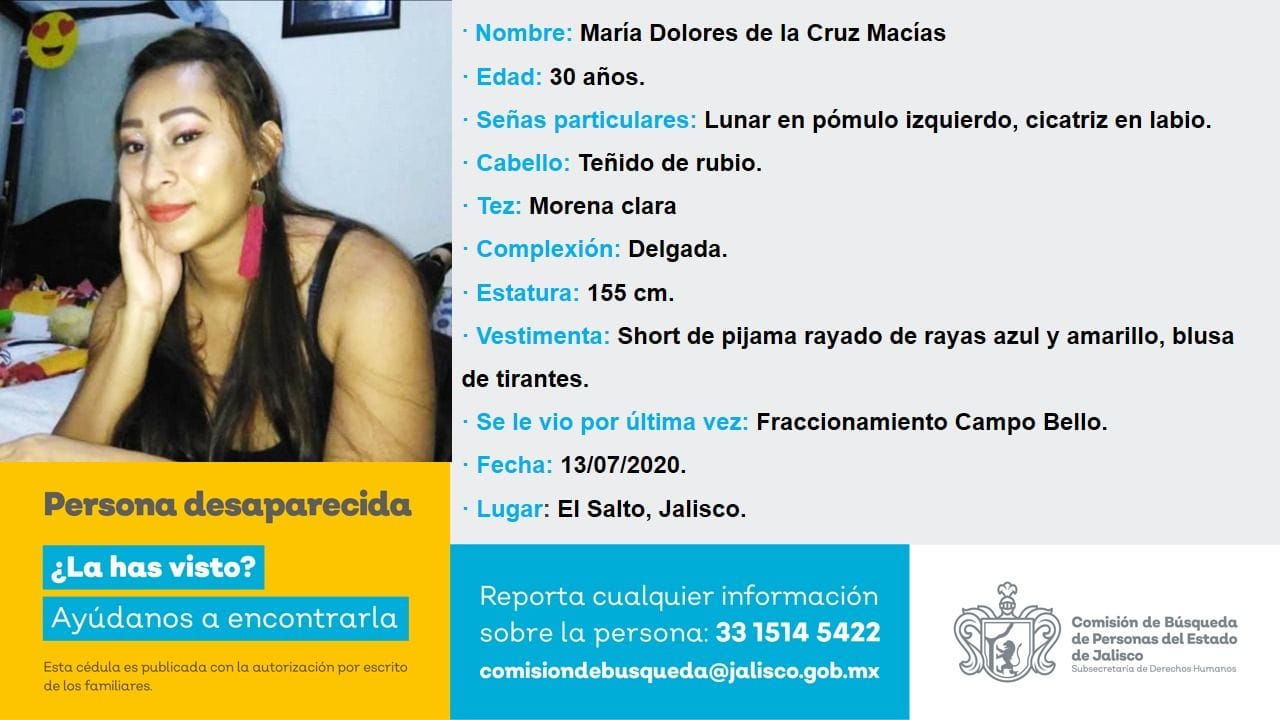 · Nombre: María Dolores de la Cruz Macías
· Edad: 30 años.
· Señas particulares: Lunar en pómulo izquierdo, cicatriz en labio.
· Cabello: Teñido de rubio.
· Tez: Morena clara
· Complexión: Delgada.
· Estatura: 155 cm.
· Vestimenta: Short de pijama rayado de rayas azul y amarillo, blusa
de tirantes.
· Se le vio por última vez: Fraccionamiento Campo Bello.
· Fecha: 13/07/2020.
· Lugar: El Salto, Jalisco.
Persona desaparecida
¿La has visto?
Ayúdanos a encontrarla
Esta cédula es publicada con la autorización por escrito
de los familiares.
Reporta cualquier información
sobre la persona: 33 1514 5422
comisiondebusqueda@jalisco.gob.mx
Comisión de Búsqueda
de Personas del Estado
de Jalisco
Subsecretaría de Derechos Humanos